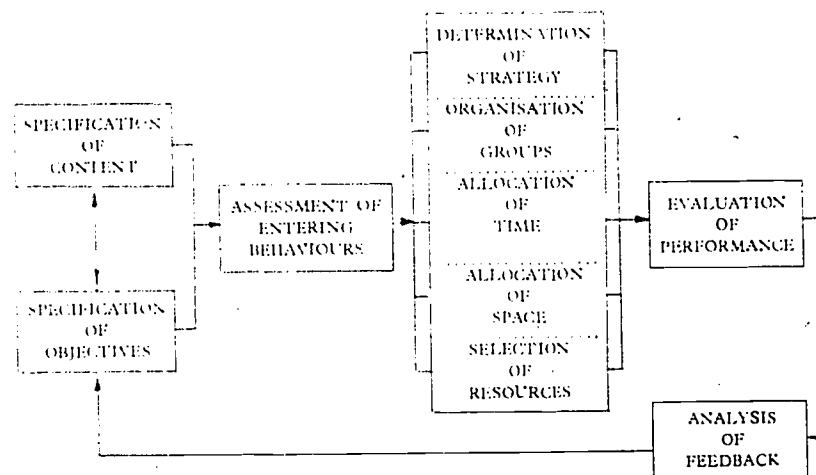 SPECIFICATION
OF
CONTENT
SPECIFICATION
OF
OBJECTIVES
ASSESSMENT OF
ENTERING
BEHAVIOURS
DETERMINATION
OF
STRATEGY
ORGANISATION
OF
GROUPS
ALLOCATION
OF
TIME
ALLOCATION
OF
SPACE
SELECTION
OF
RESOURCES
EVALUATION
OF
PERFORMANCE
ANALYSIS
OF
FEEDBACK